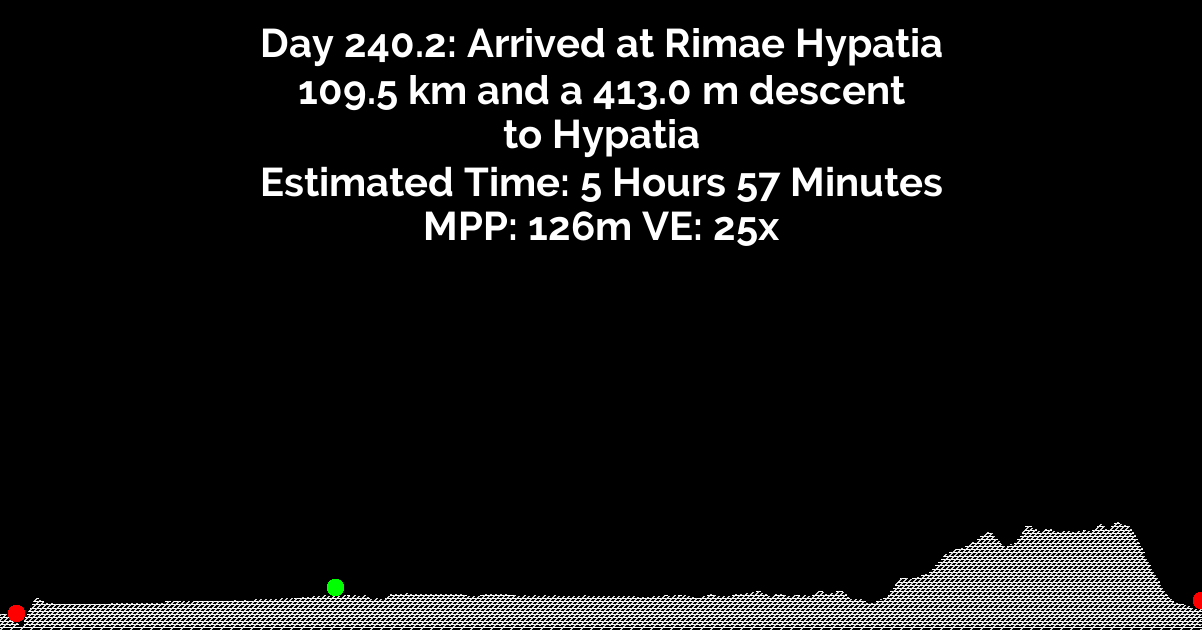 Day 240.2: Arrived at Rimae Hypatia
109.5 km and a 413.0 m descent
to Hypatia
Estimated Time: 5 Hours 57 Minutes
MPP: 126m VE: 25x